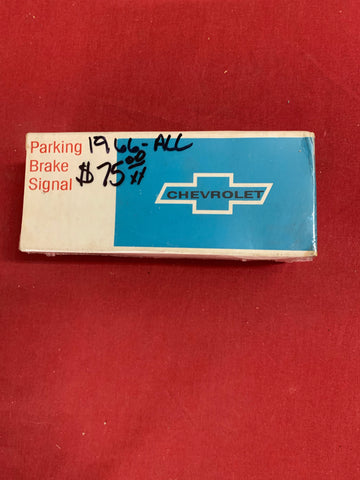 Parking
Brake
Signal
1966-ALL
$75.00
CHEVROLET